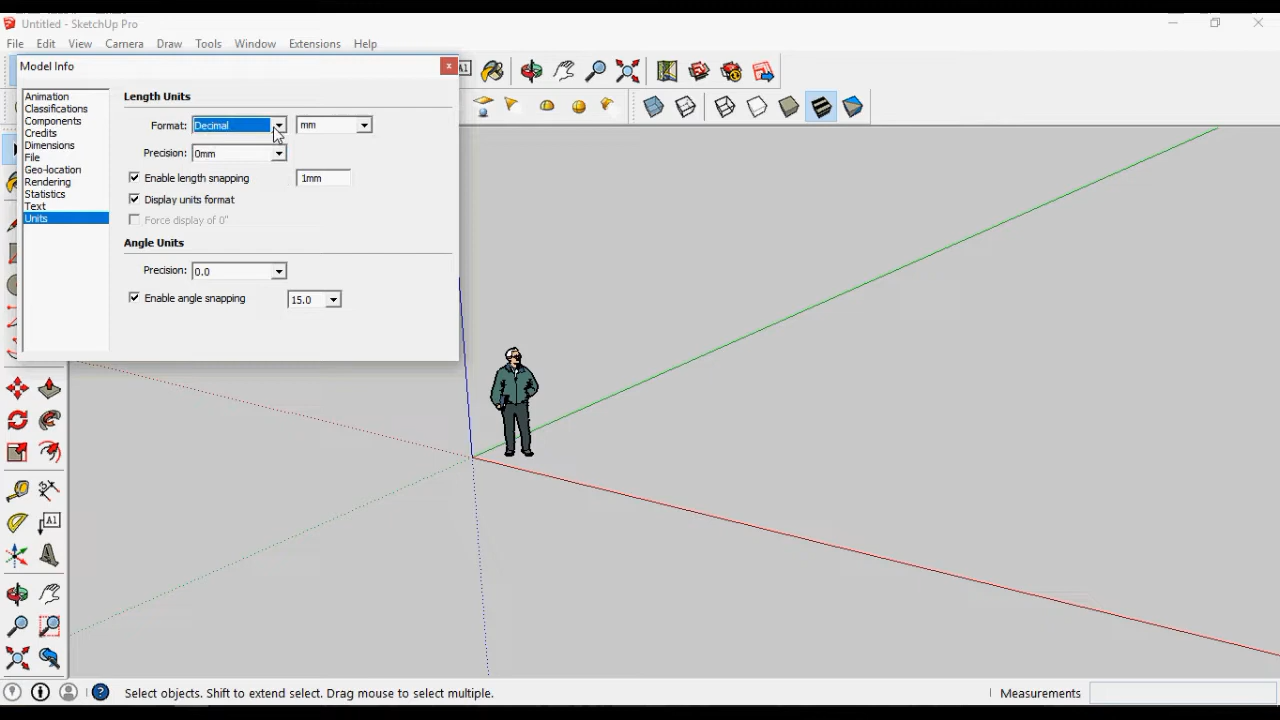 Untitled - SketchUp Pro
File Edit View Camera Draw Tools Window Extensions Help
Model Info
x
A1
Animation
Classifications
Components
Credits
Dimensions
File
Geo-location
Rendering
Statistics
Text
Units
Length Units
Format: Decimal mm
Precision: 0mm
Enable length snapping 1mm
Display units format
Force display of 0"
Angle Units
Precision: 0.0
Enable angle snapping 15.0
A1
Select objects. Shift to extend select. Drag mouse to select multiple.
Measurements